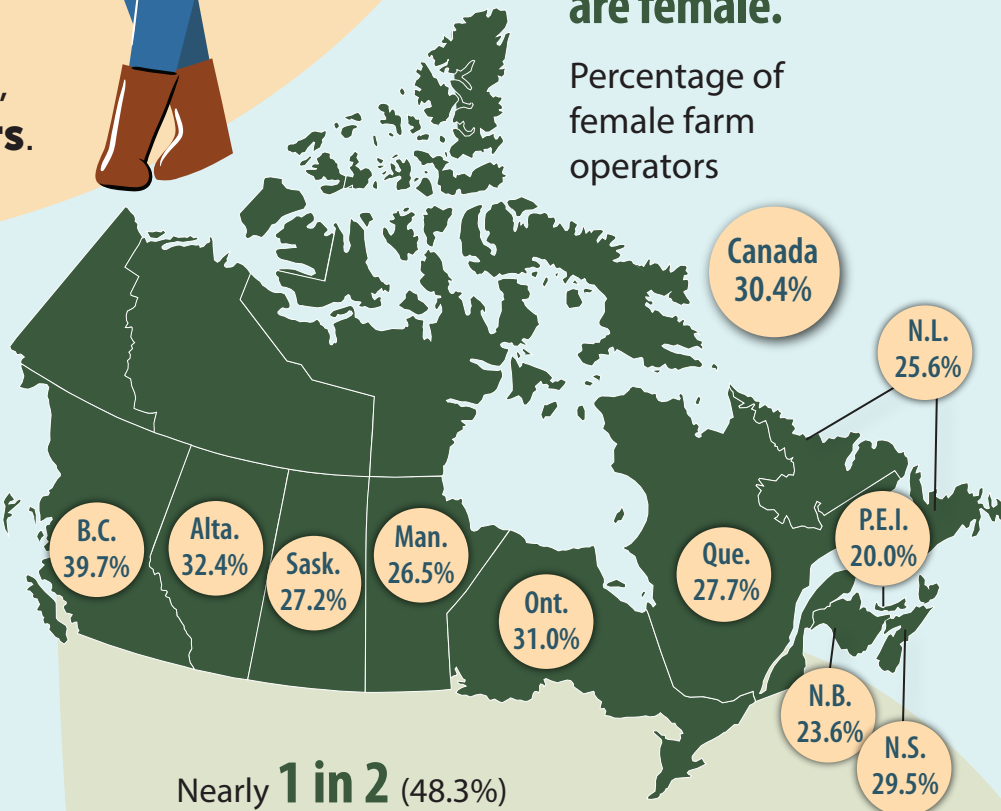 are female.
Percentage of
female farm
operators
,
rs.
Canada
30.4%
N.L.
25.6%
B.C.
39.7%
Alta.
32.4%
Sask.
27.2%
Man.
26.5%
Ont.
31.0%
Que.
27.7%
P.E.I.
20.0%
N.B.
23.6%
N.S.
29.5%
Nearly 1 in 2 (48.3%)